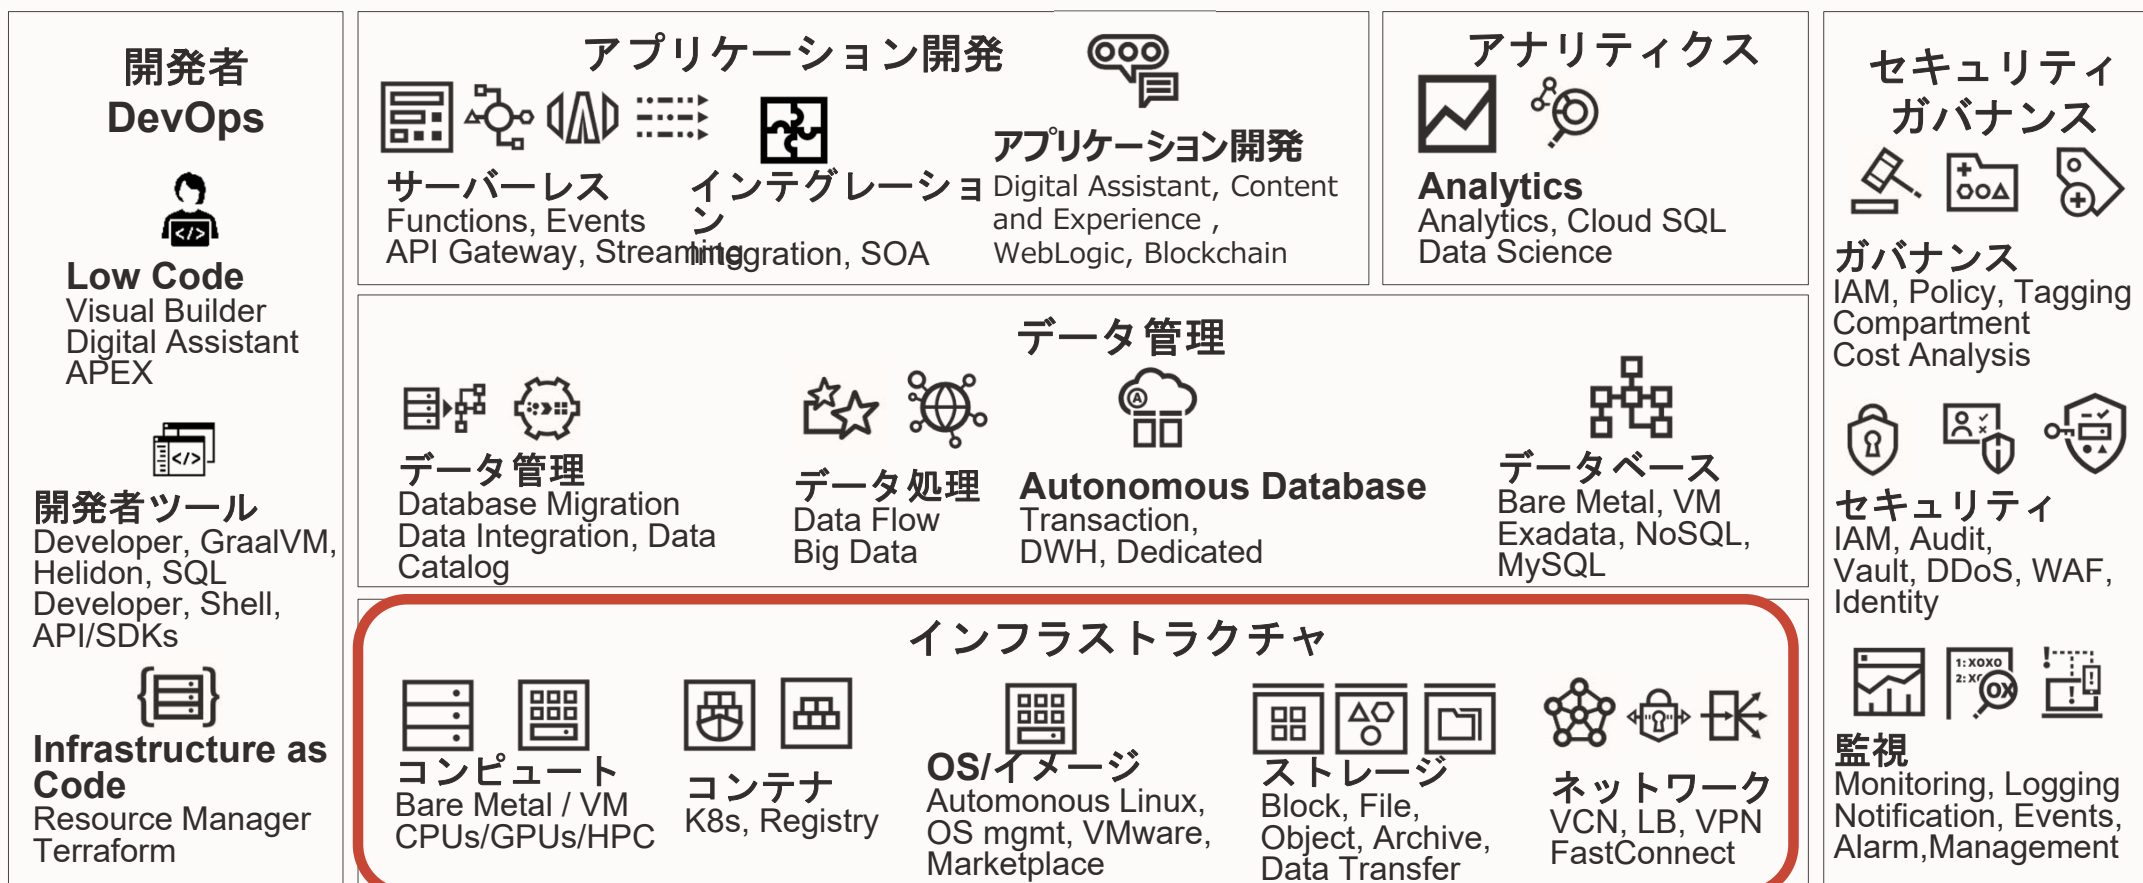 開発者
DevOps
Low Code
Visual Builder
Digital Assistant
APEX
開発者ツール
Developer, GraalVM,
Helidon, SQL
Developer, Shell,
API/SDKs
Infrastructure as
Code
Resource Manager
Terraform
アプリケーション開発
サーバーレス
Functions, Events
API Gateway, Streaming
インテグレーショ
ン
Integration, SOA
アプリケーション開発
Digital Assistant, Content
and Experience ,
WebLogic, Blockchain
アナリティクス
Analytics
Analytics, Cloud SQL
Data Science
データ管理
データ管理
Database Migration
Data Integration, Data
Catalog
データ処理
Data Flow
Big Data
A
Autonomous Database
Transaction,
DWH, Dedicated
データベース
Bare Metal, VM
Exadata, NoSQL,
MySQL
インフラストラクチャ
コンピュート
Bare Metal / VM
CPUs/GPUs/HPC
コンテナ
K8s, Registry
OS/イメージ
Automonous Linux,
OS mgmt, VMware,
Marketplace
ストレージ
Block, File,
Object, Archive,
Data Transfer
ネットワーク
VCN, LB, VPN
FastConnect
セキュリティ
ガバナンス
ガバナンス
IAM, Policy, Tagging
Compartment
Cost Analysis
セキュリティ
IAM, Audit,
Vault, DDoS, WAF,
Identity
1: XOXO
2: XO
OX
監視
Monitoring, Logging
Notification, Events,
Alarm,Management